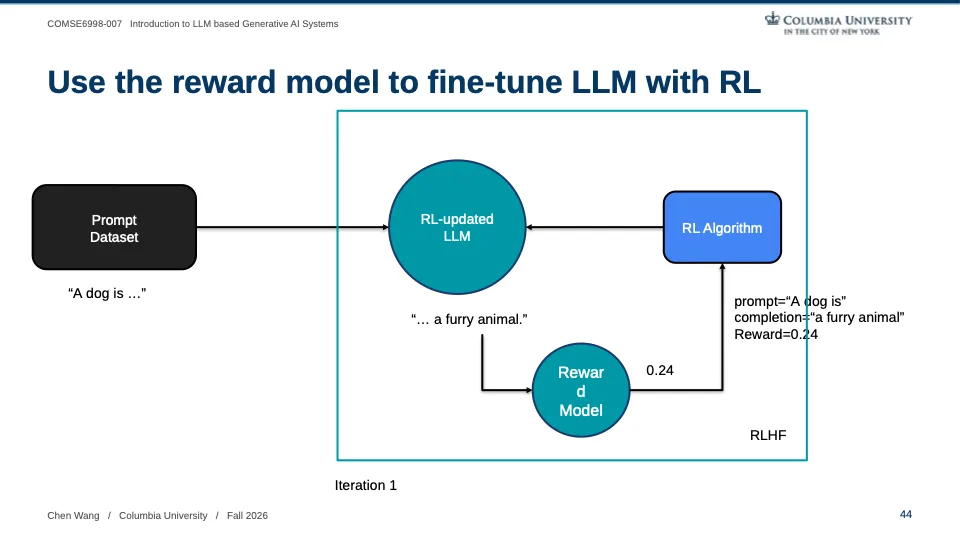 COMSE6998-007 Introduction to LLM based Generative AI Systems
COLUMBIA UNIVERSITY
IN THE CITY OF NEW YORK
Use the reward model to fine-tune LLM with RL
Prompt
Dataset
“A dog is …”
RL-updated
LLM
RL Algorithm
“… a furry animal.”
prompt=“A dog is”
completion=“a furry animal”
Reward=0.24
Rewar
d
Model
0.24
RLHF
Iteration 1
Chen Wang / Columbia University / Fall 2026
44